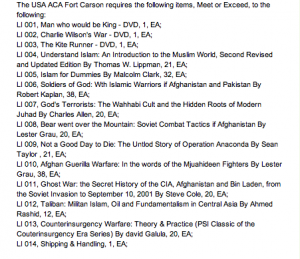 The USA ACA Fort Carson requires the following items, Meet or Exceed, to the
following:
LI 001, Man who would be King - DVD, 1, EA;
LI 002, Charlie Wilson's War - DVD, 1, EA;
LI 003, The Kite Runner - DVD, 1, EA;
LI 004, Understand Islam: An Introduction to the Muslim World, Second Revised
and Updated Edition By Thomas W. Lippman, 21, EA;
LI 005, Islam for Dummies By Malcolm Clark, 32, EA;
LI 006, Soldiers of God: Wth Islamic Warriors if Afghanistan and Pakistan By
Robert Kaplan, 38, EA;
LI 007, God's Terrorists: The Wahhabi Cult and the Hidden Roots of Modern
Juhad By Charles Allen, 20, EA;
LI 008, Bear went over the Mountain: Soviet Combat Tactics if Afghanistan By
Lester Grau, 20, EA;
LI 009, Not a Good Day to Die: The Untlod Story of Operation Anaconda By Sean
Taylor , 21, EA;
LI 010, Afghan Guerilla Warfare: In the words of the Mjuahideen Fighters By Lester
Grau, 38, EA;
LI 011, Ghost War: the Secret History of the CIA, Afghanistan and Bin Laden, from
the Soviet Invasion to September 10, 2001 By Steve Cole, 20, EA;
LI 012, Taliban: Militan Islam, Oil and Fundamentalism in Central Asia By Ahmed
Rashid, 12, EA;
LI 013, Counterinsurgency Warfare: Theory & Practice (PSI Classic of the
Couterinsurgency Era Series) By david Galula, 20, EA;
LI 014, Shipping & Handling, 1, EA;